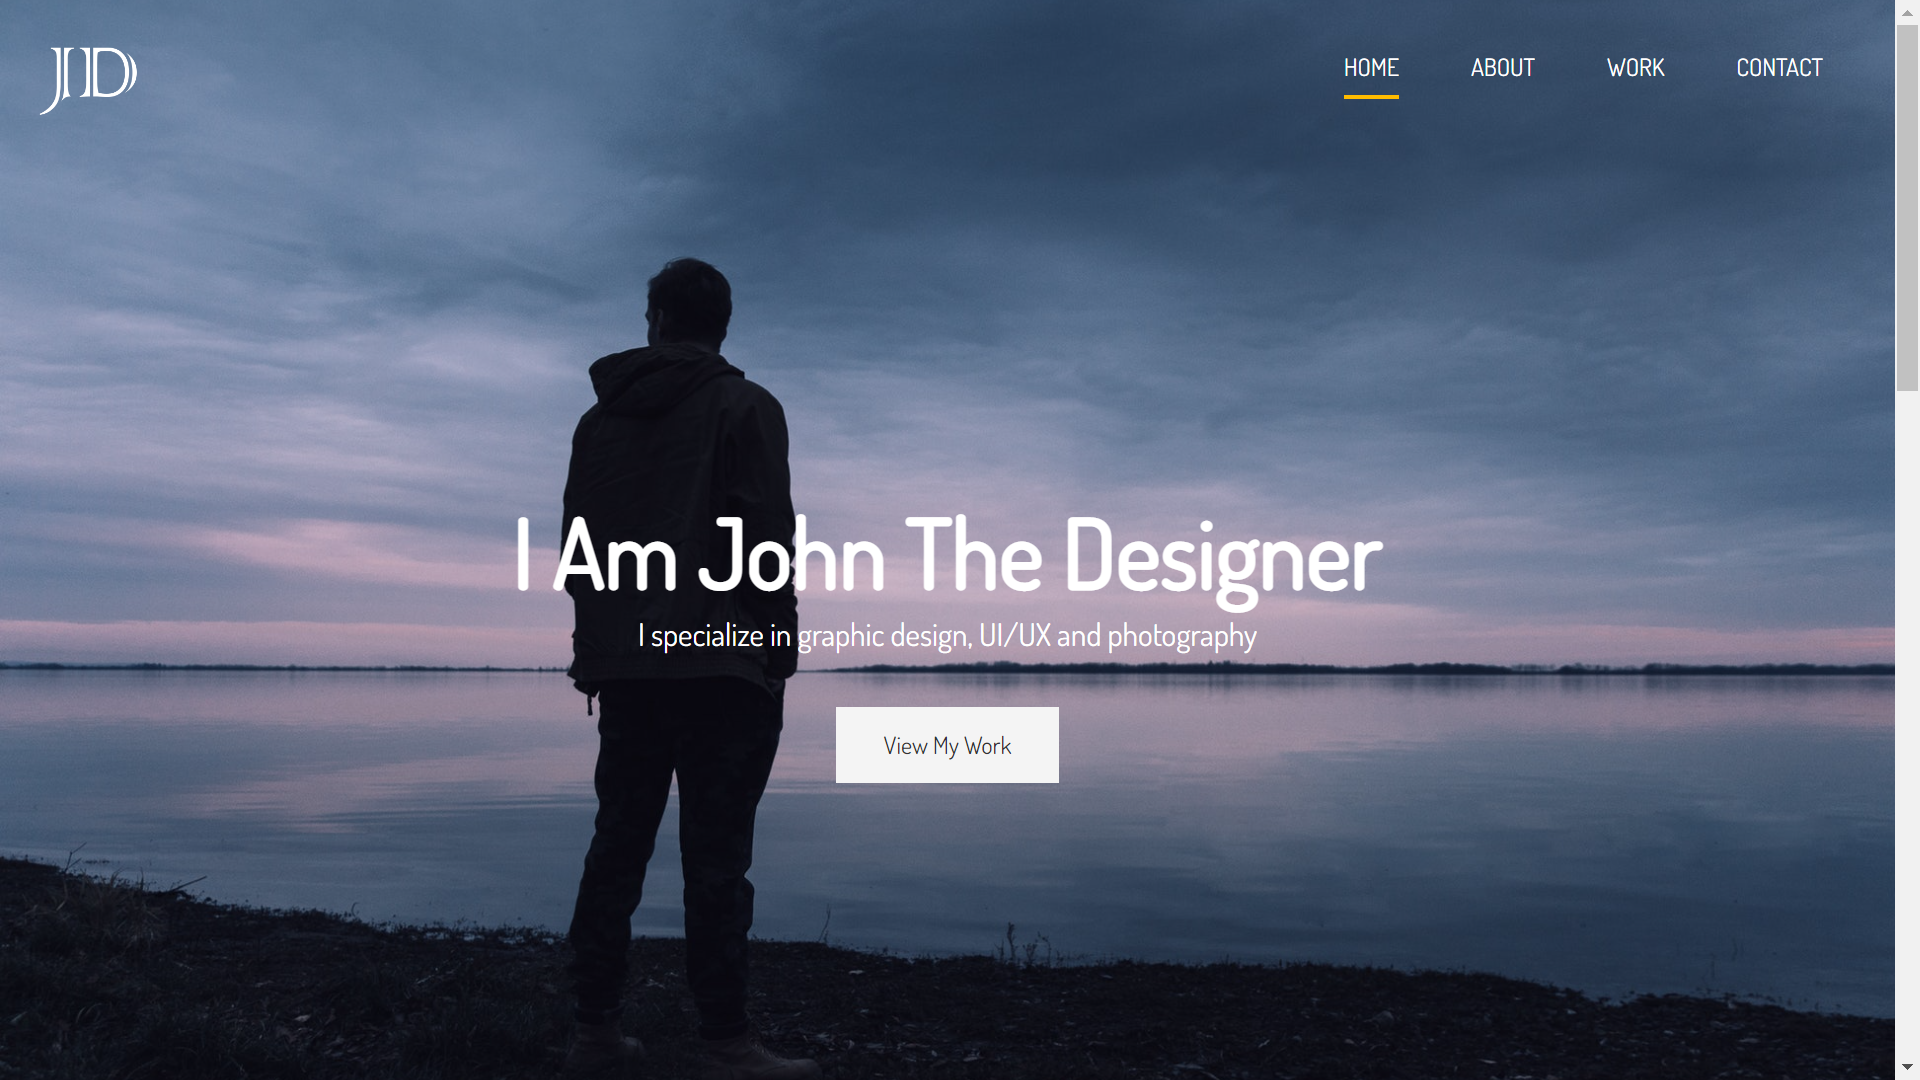 JD
HOME ABOUT WORK CONTACT
I Am John The Designer
I specialize in graphic design, UI/UX and photography
View My Work